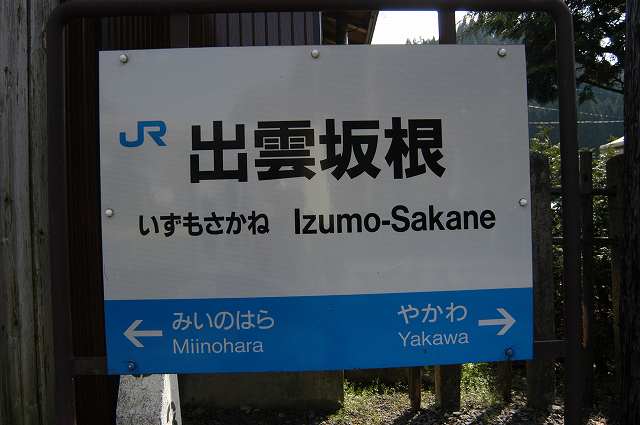 JR 出雲坂根
いずもさかね Izumo-Sakane
← みいのはら やかわ →
Miinohara Yakawa